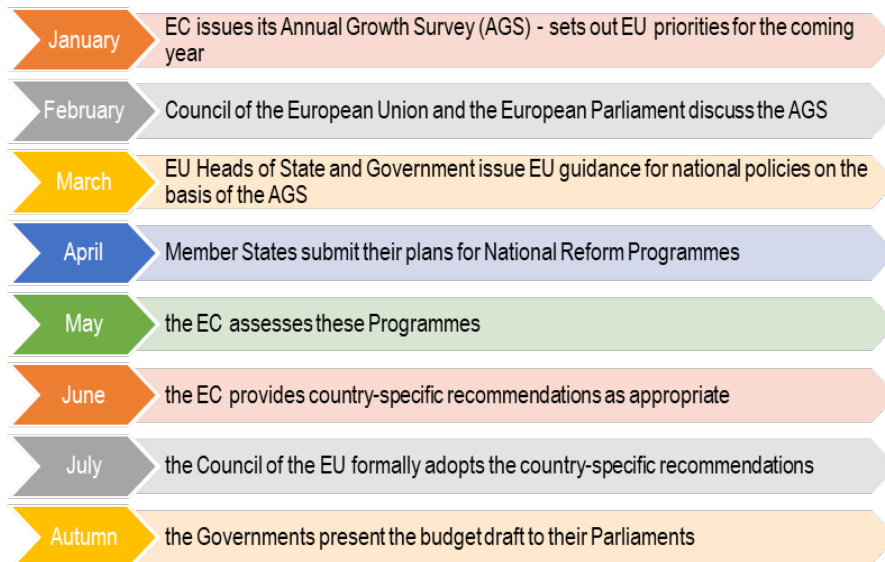 January
EC issues its Annual Growth Survey (AGS) - sets out EU priorities for the coming
year
February
Council of the European Union and the European Parliament discuss the AGS
March
EU Heads of State and Government issue EU guidance for national policies on the
basis of the AGS
April
Member States submit their plans for National Reform Programmes
May
the EC assesses these Programmes
June
the EC provides country-specific recommendations as appropriate
July
the Council of the EU formally adopts the country-specific recommendations
Autumn
the Governments present the budget draft to their Parliaments